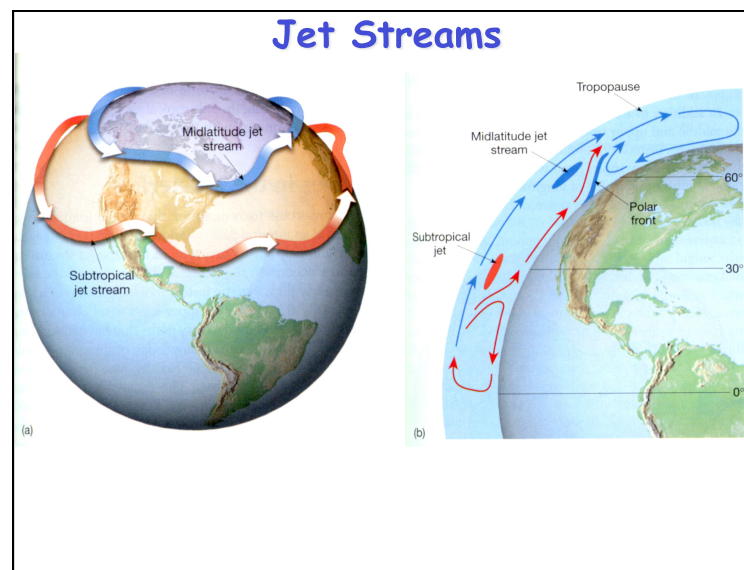 Jet Streams
Midlatitude jet
stream
Subtropical
jet stream
(a)
Tropopause
Midlatitude jet
stream
60°
Polar
front
Subtropical
jet
30°
0°
(b)